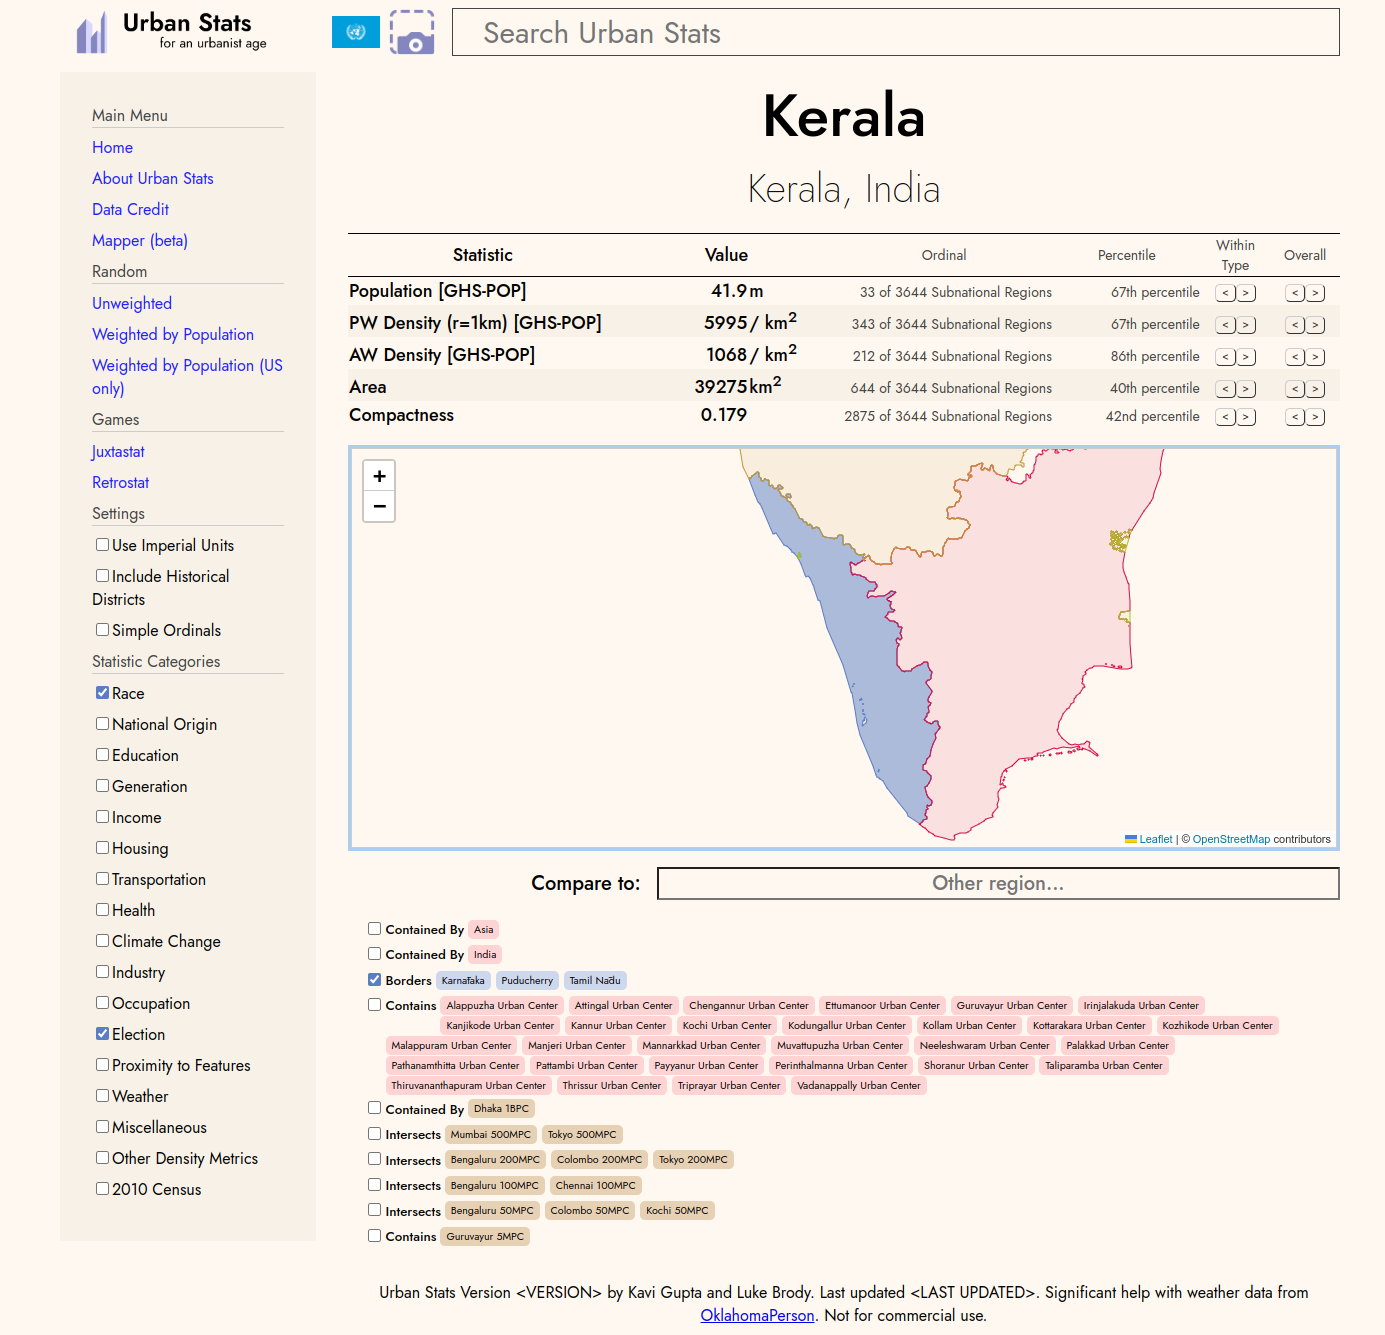 Urban Stats
for an urbanist age
Search Urban Stats
Main Menu
Home
About Urban Stats
Data Credit
Mapper (beta)
Random
Unweighted
Weighted by Population
Weighted by Population (US
only)
Games
Juxtastat
Retrostat
Settings
Use Imperial Units
Include Historical
Districts
Simple Ordinals
Statistic Categories
Race
National Origin
Education
Generation
Income
Housing
Transportation
Health
Climate Change
Industry
Occupation
Election
Proximity to Features
Weather
Miscellaneous
Other Density Metrics
2010 Census
Kerala
Kerala, India
Statistic Value Ordinal Percentile Within Type Overall
Population [GHS-POP] 41.9 m 33 of 3644 Subnational Regions 67th percentile < > < >
PW Density (r=1km) [GHS-POP] 5995 / km² 343 of 3644 Subnational Regions 67th percentile < > < >
AW Density [GHS-POP] 1068 / km² 212 of 3644 Subnational Regions 86th percentile < > < >
Area 39275 km² 644 of 3644 Subnational Regions 40th percentile < > < >
Compactness 0.179 2875 of 3644 Subnational Regions 42nd percentile < > < >
+
−
Leaflet | © OpenStreetMap contributors
Compare to: Other region...
Contained By Asia
Contained By India
Borders Karnātaka Puducherry Tamil Nādu
Contains Alappuzha Urban Center Attingal Urban Center Chengannur Urban Center Ettumanoor Urban Center Guruvayur Urban Center Irinjalakuda Urban Center
Kanjikode Urban Center Kannur Urban Center Kochi Urban Center Kodungallur Urban Center Kollam Urban Center Kottarakara Urban Center Kozhikode Urban Center
Malappuram Urban Center Manjeri Urban Center Mannarkkad Urban Center Muvattupuzha Urban Center Neeleshwaram Urban Center Palakkad Urban Center
Pathanamthitta Urban Center Pattambi Urban Center Payyanur Urban Center Perinthalmanna Urban Center Shoranur Urban Center Taliparamba Urban Center
Thiruvananthapuram Urban Center Thrissur Urban Center Triprayar Urban Center Vadanappally Urban Center
Contained By Dhaka 1BPC
Intersects Mumbai 500MPC Tokyo 500MPC
Intersects Bengaluru 200MPC Colombo 200MPC Tokyo 200MPC
Intersects Bengaluru 100MPC Chennai 100MPC
Intersects Bengaluru 50MPC Colombo 50MPC Kochi 50MPC
Contains Guruvayur 5MPC
Urban Stats Version <VERSION> by Kavi Gupta and Luke Brody. Last updated <LAST UPDATED>. Significant help with weather data from
OklahomaPerson. Not for commercial use.